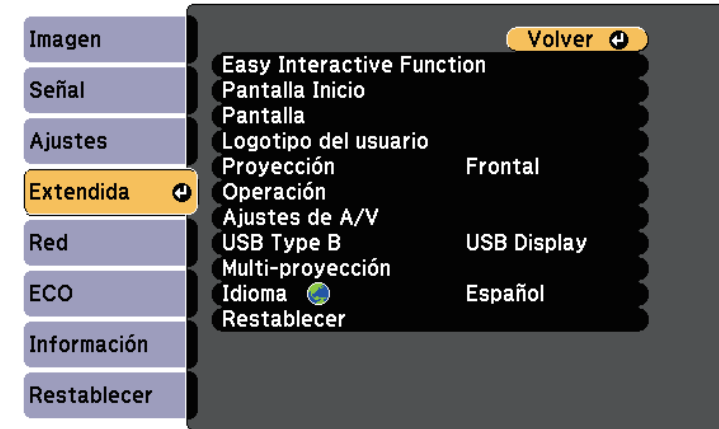 Imagen
Señal
Ajustes
Extendida
Red
ECO
Información
Restablecer
Volver
Easy Interactive Function
Pantalla Inicio
Pantalla
Logotipo del usuario
Proyección Frontal
Operación
Ajustes de A/V
USB Type B USB Display
Multi-proyección
Idioma Español
Restablecer